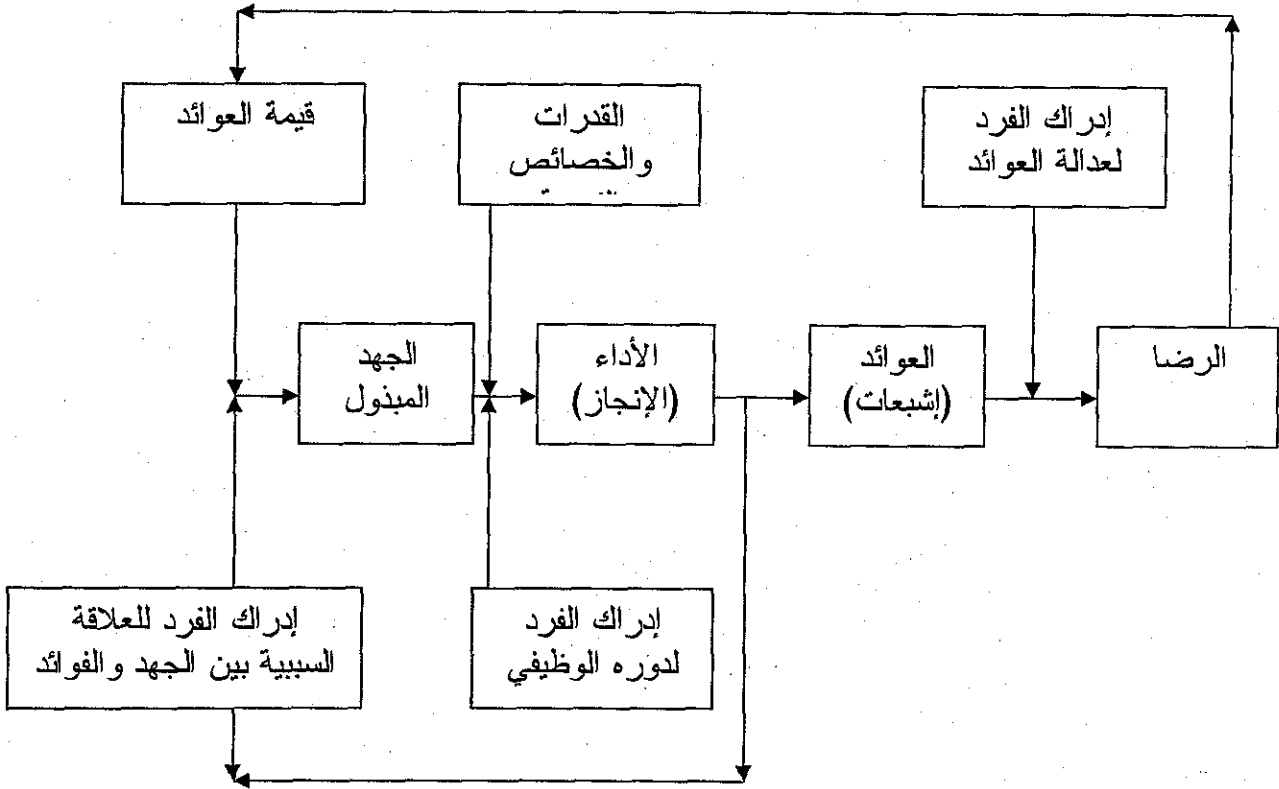 قيمة العوائد
القدرات
والخصائص
إدراك الفرد
لعدالة العوائد
الجهد
المبذول
الأداء
(الإنجاز)
العوائد
(إشبعات)
الرضا
إدراك الفرد للعلاقة
السببية بين الجهد والفوائد
إدراك الفرد
لدوره الوظيفي